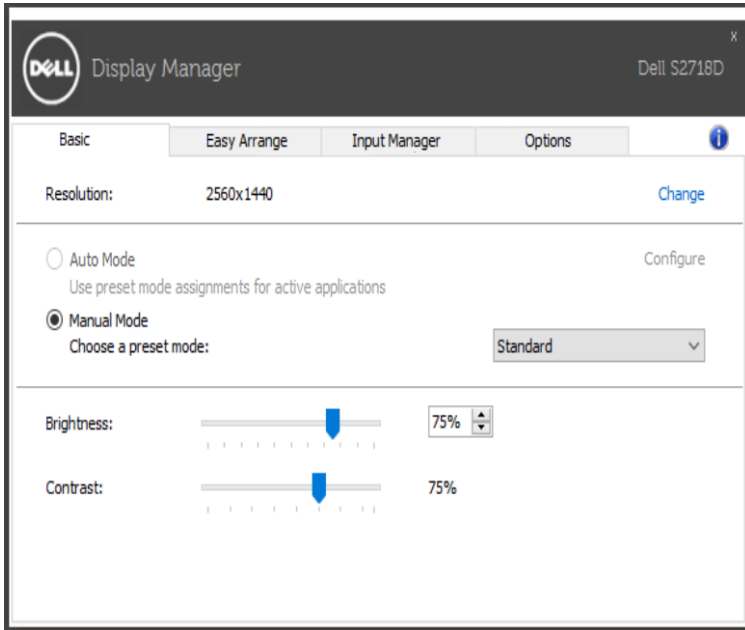 DELL Display Manager
x
Dell S2718D
Basic Easy Arrange Input Manager Options i
Resolution: 2560x1440 Change
Auto Mode Configure
Use preset mode assignments for active applications
Manual Mode
Choose a preset mode: Standard
Brightness: 75%
Contrast: 75%